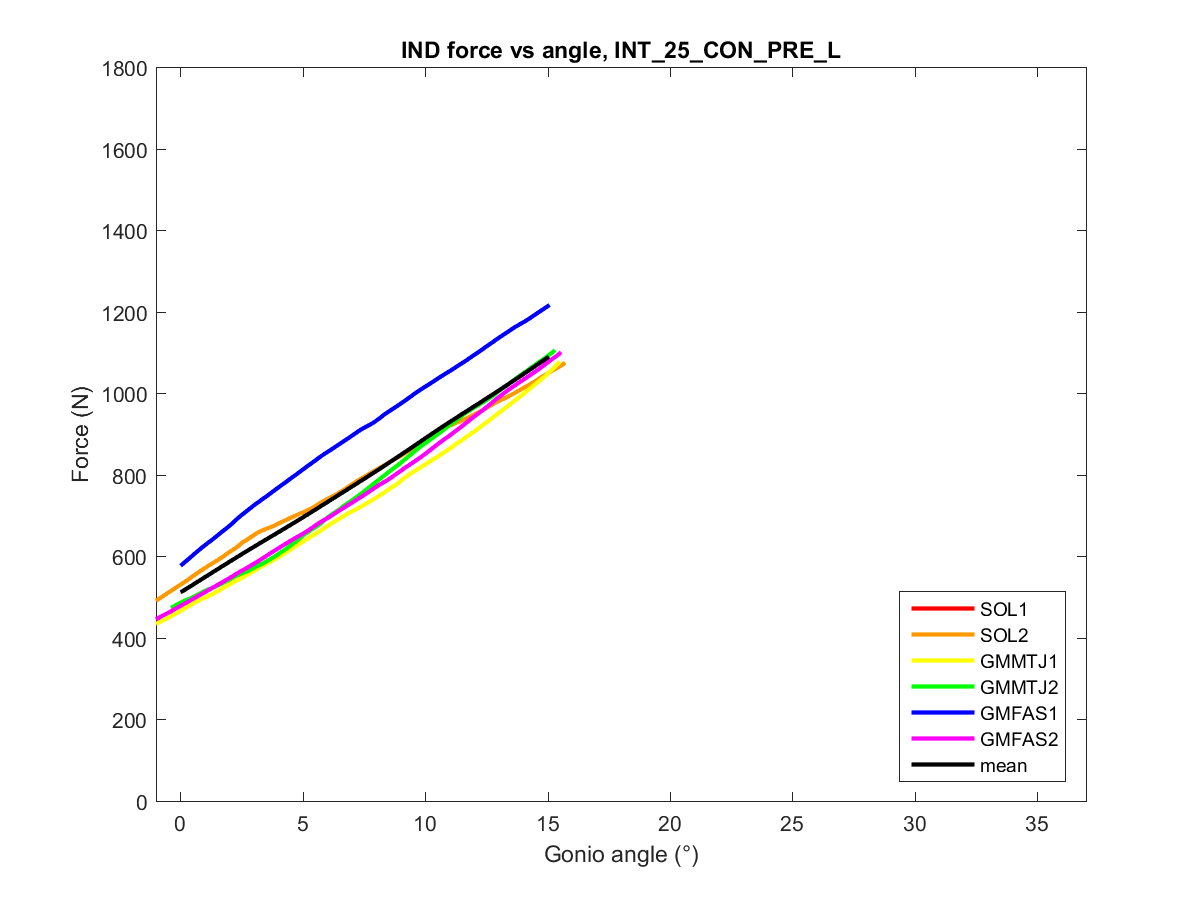 IND force vs angle, INT_25_CON_PRE_L
1800
1600
1400
1200
1000
800
600
400
200
0
Force (N)
0 5 10 15 20 25 30 35
Gonio angle (°)
SOL1
SOL2
GMMTJ1
GMMTJ2
GMFAS1
GMFAS2
mean